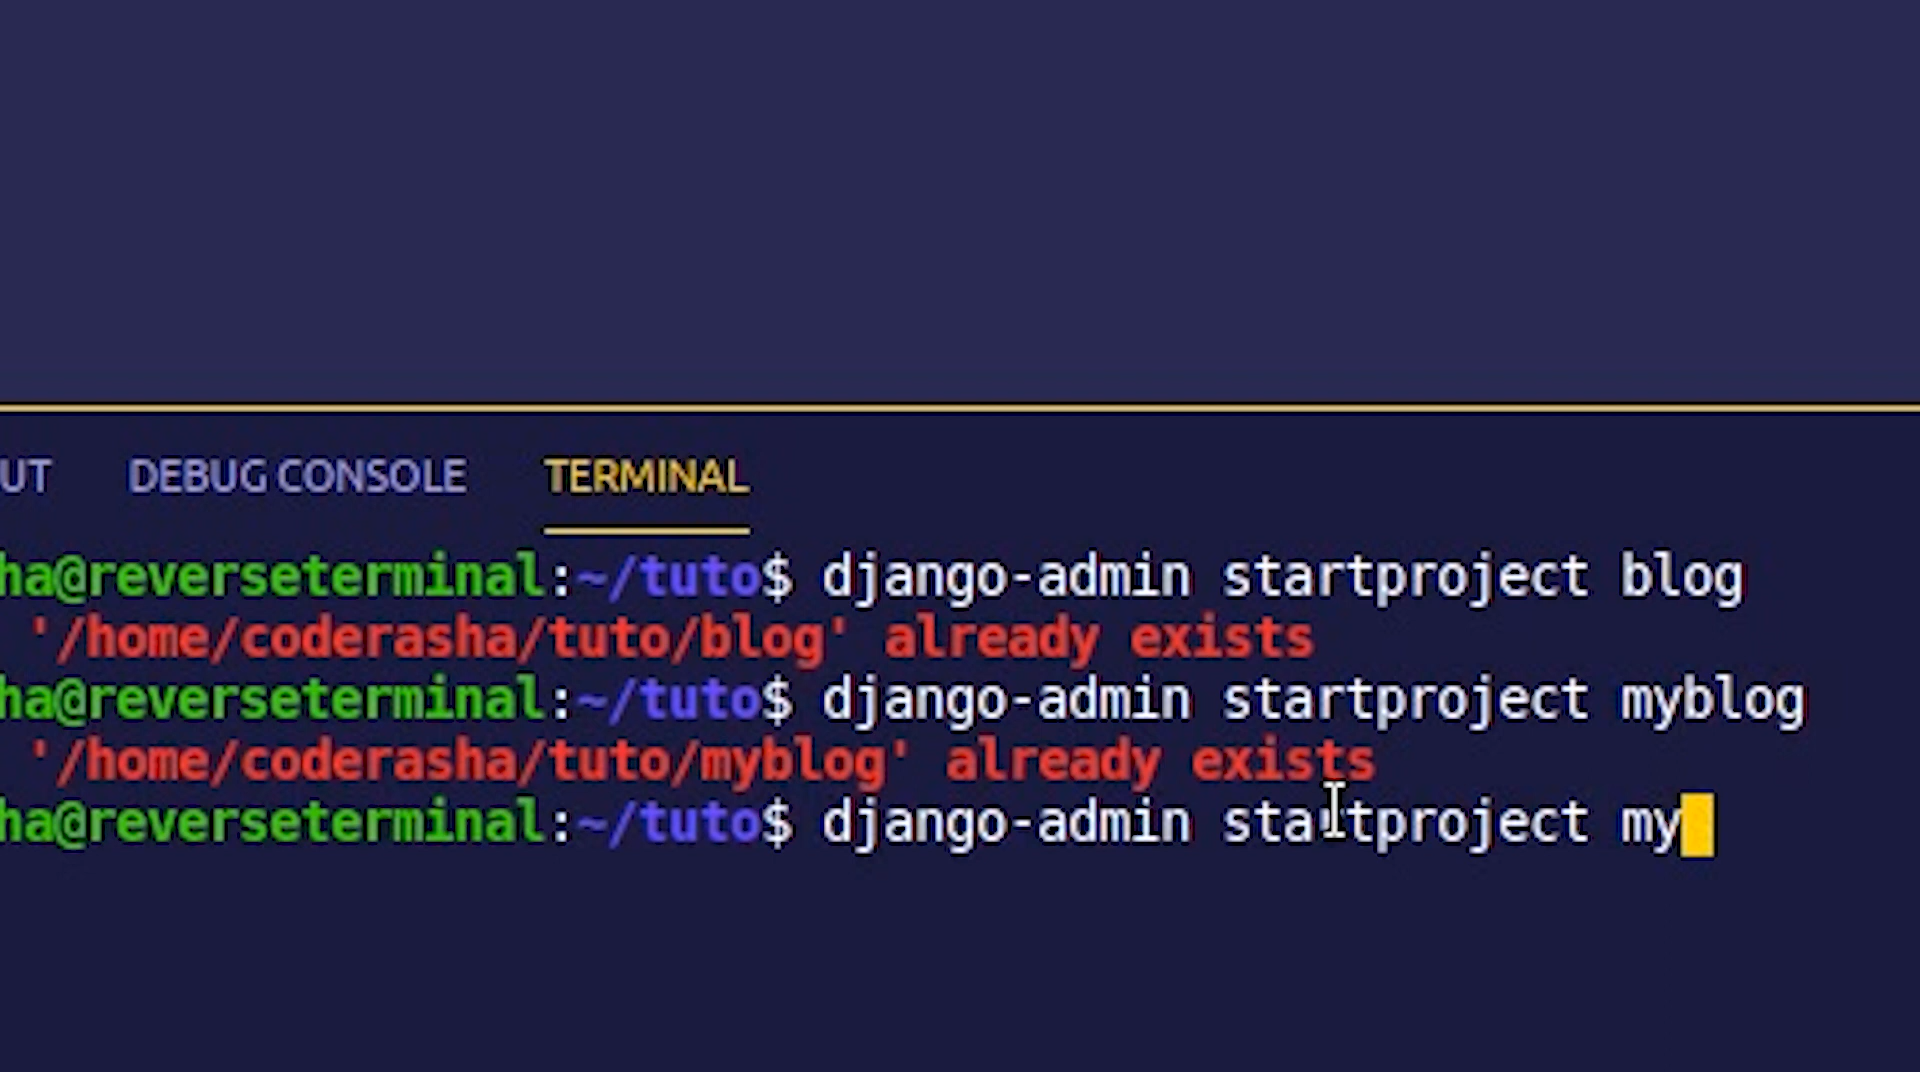 UT DEBUG CONSOLE TERMINAL
ha@reverseterminal:~/tuto$ django-admin startproject blog
'/home/coderasha/tuto/blog' already exists
ha@reverseterminal:~/tuto$ django-admin startproject myblog
'/home/coderasha/tuto/myblog' already exists
ha@reverseterminal:~/tuto$ django-admin startproject my